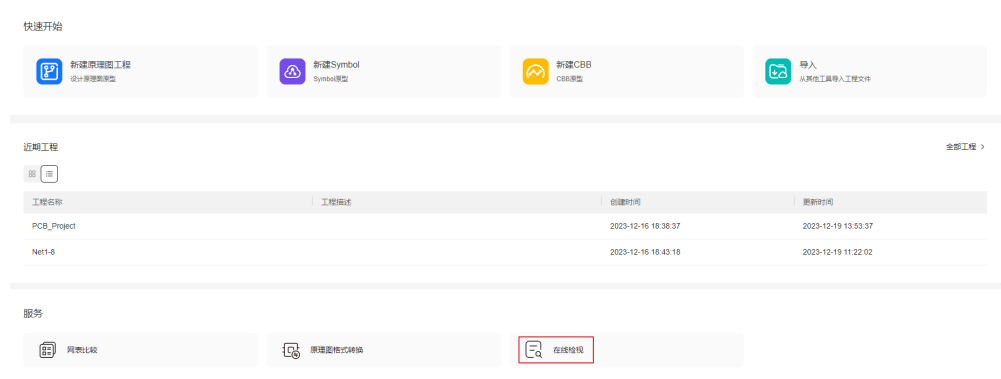 快速开始
新建原理图工程
设计原理图原型
新建Symbol
Symbol原型
新建CBB
CBB原型
导入
从其他工具导入工程文件
近期工程
全部工程 >
工程名称 工程描述 创建时间 更新时间
PCB_Project 2023-12-16 18:38:37 2023-12-19 13:53:37
Net1-8 2023-12-16 18:43:18 2023-12-19 11:22:02
服务
网表比较
原理图格式转换
在线检视